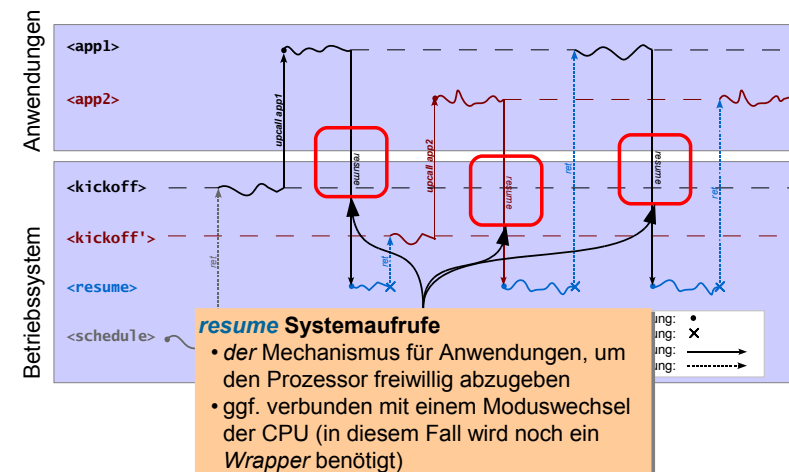 Anwendungen
<app1>
<app2>
upcall app1
resume
upcall app2
resume
resume
ret
ret
ret
ret
Betriebssystem
<kickoff>
<kickoff'>
<resume>
<schedule>
ung:
ung:
ung:
ung:
resume Systemaufrufe
• der Mechanismus für Anwendungen, um
den Prozessor freiwillig abzugeben
• ggf. verbunden mit einem Moduswechsel
der CPU (in diesem Fall wird noch ein
Wrapper benötigt)